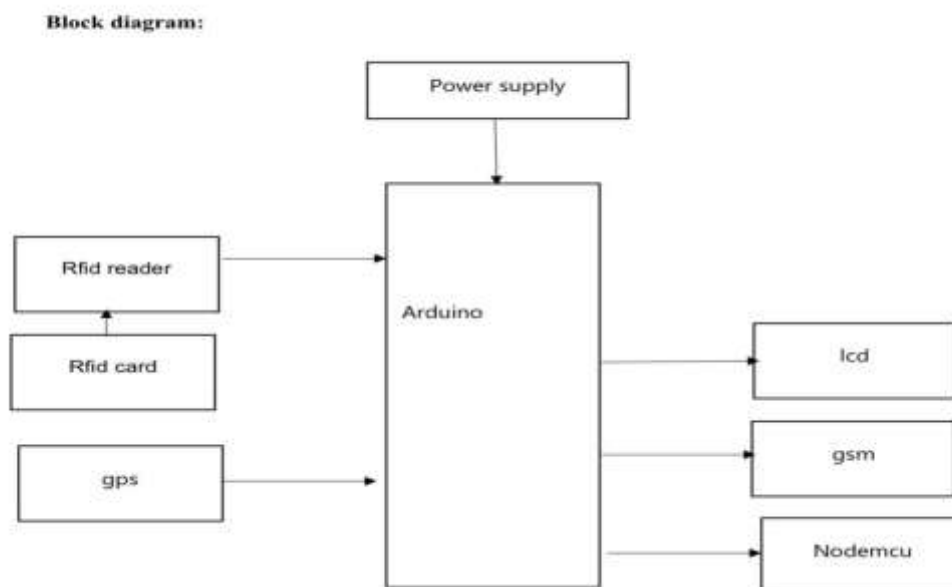 Block diagram:
Power supply
Rfid reader
Arduino
Rfid card
lcd
gps
gsm
Nodemcu